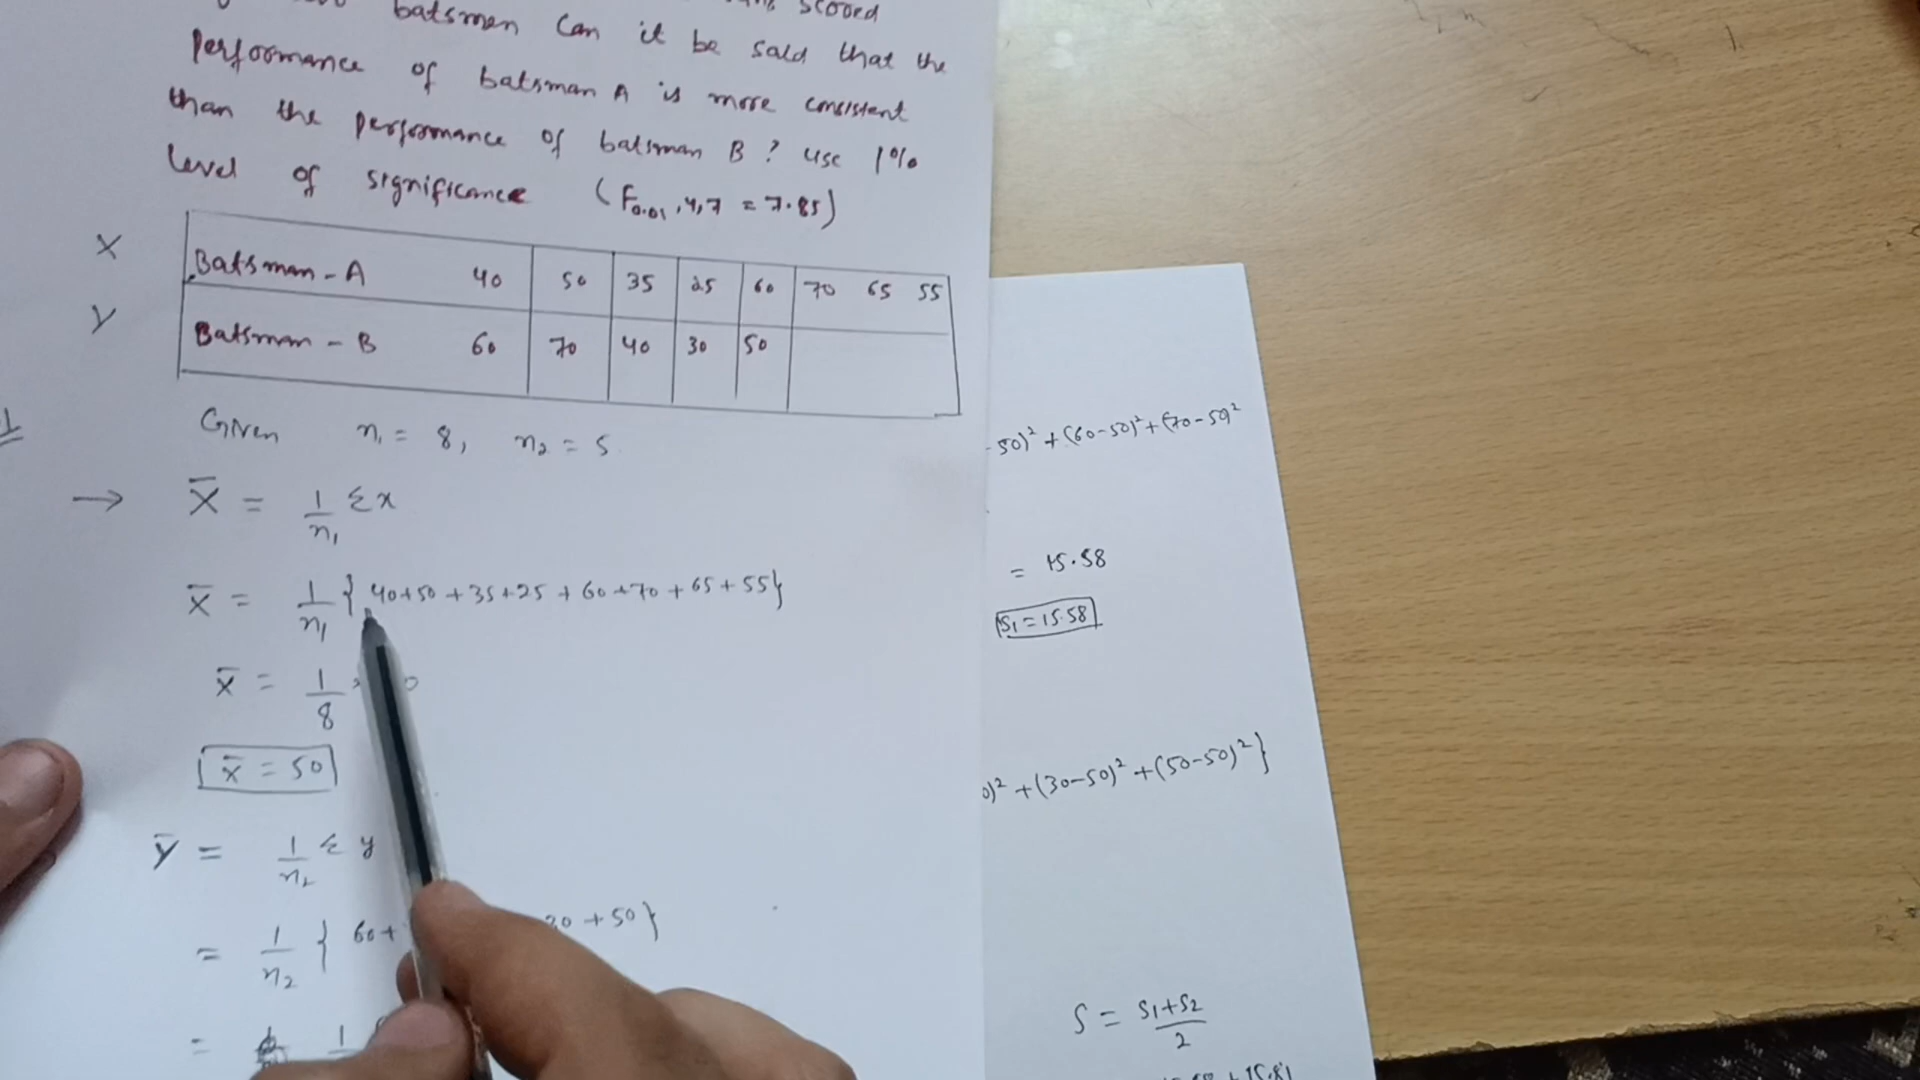 scored
batsman can it be said that the
performance of batsman A is more consistent
than the performance of batsman B? use 1%
level of significance (F0.01,4,7 = 7.85)
X Batsman - A 40 50 35 25 60 70 65 55
Y Batsman - B 60 70 40 30 50
Given n₁ = 8, n₂ = 5
→ X̄ = 1/n₁ Σx
X̄ = 1/n₁ {40+50+35+25+60+70+65+55}
x̄ = 1/8
x̄ = 50
Ȳ = 1/n₂ Σy
= 1/n₂ { 60+ +50}
= 1
50)² + (60-50)² + (70-50)²
= 15.58
S₁ = 15.58
)² + (30-50)² + (50-50)² }
S = S₁+S₂/2